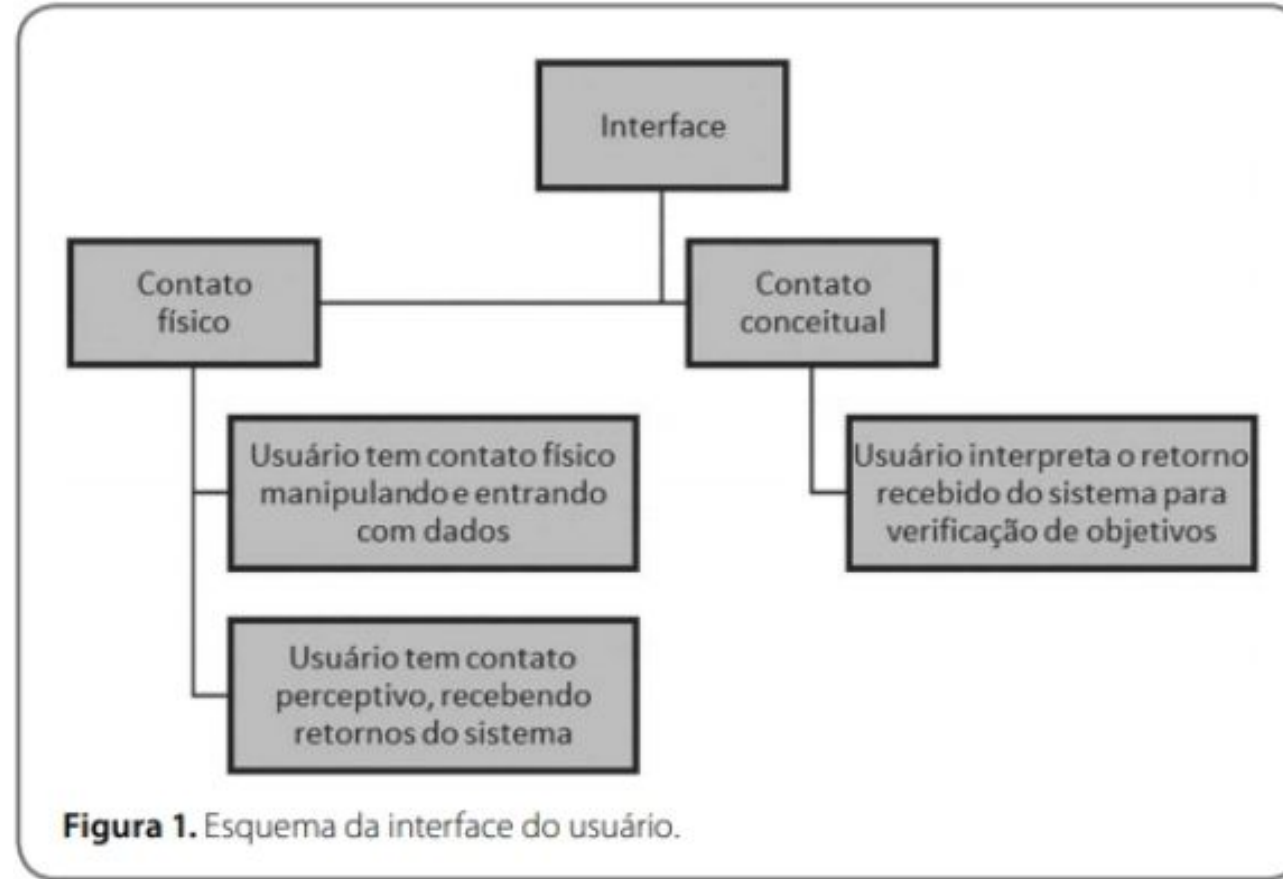 Interface
Contato
físico
Contato
conceitual
Usuário tem contato físico
manipulando e entrando
com dados
Usuário interpreta o retorno
recebido do sistema para
verificação de objetivos
Usuário tem contato
perceptivo, recebendo
retornos do sistema
Figura 1. Esquema da interface do usuário.